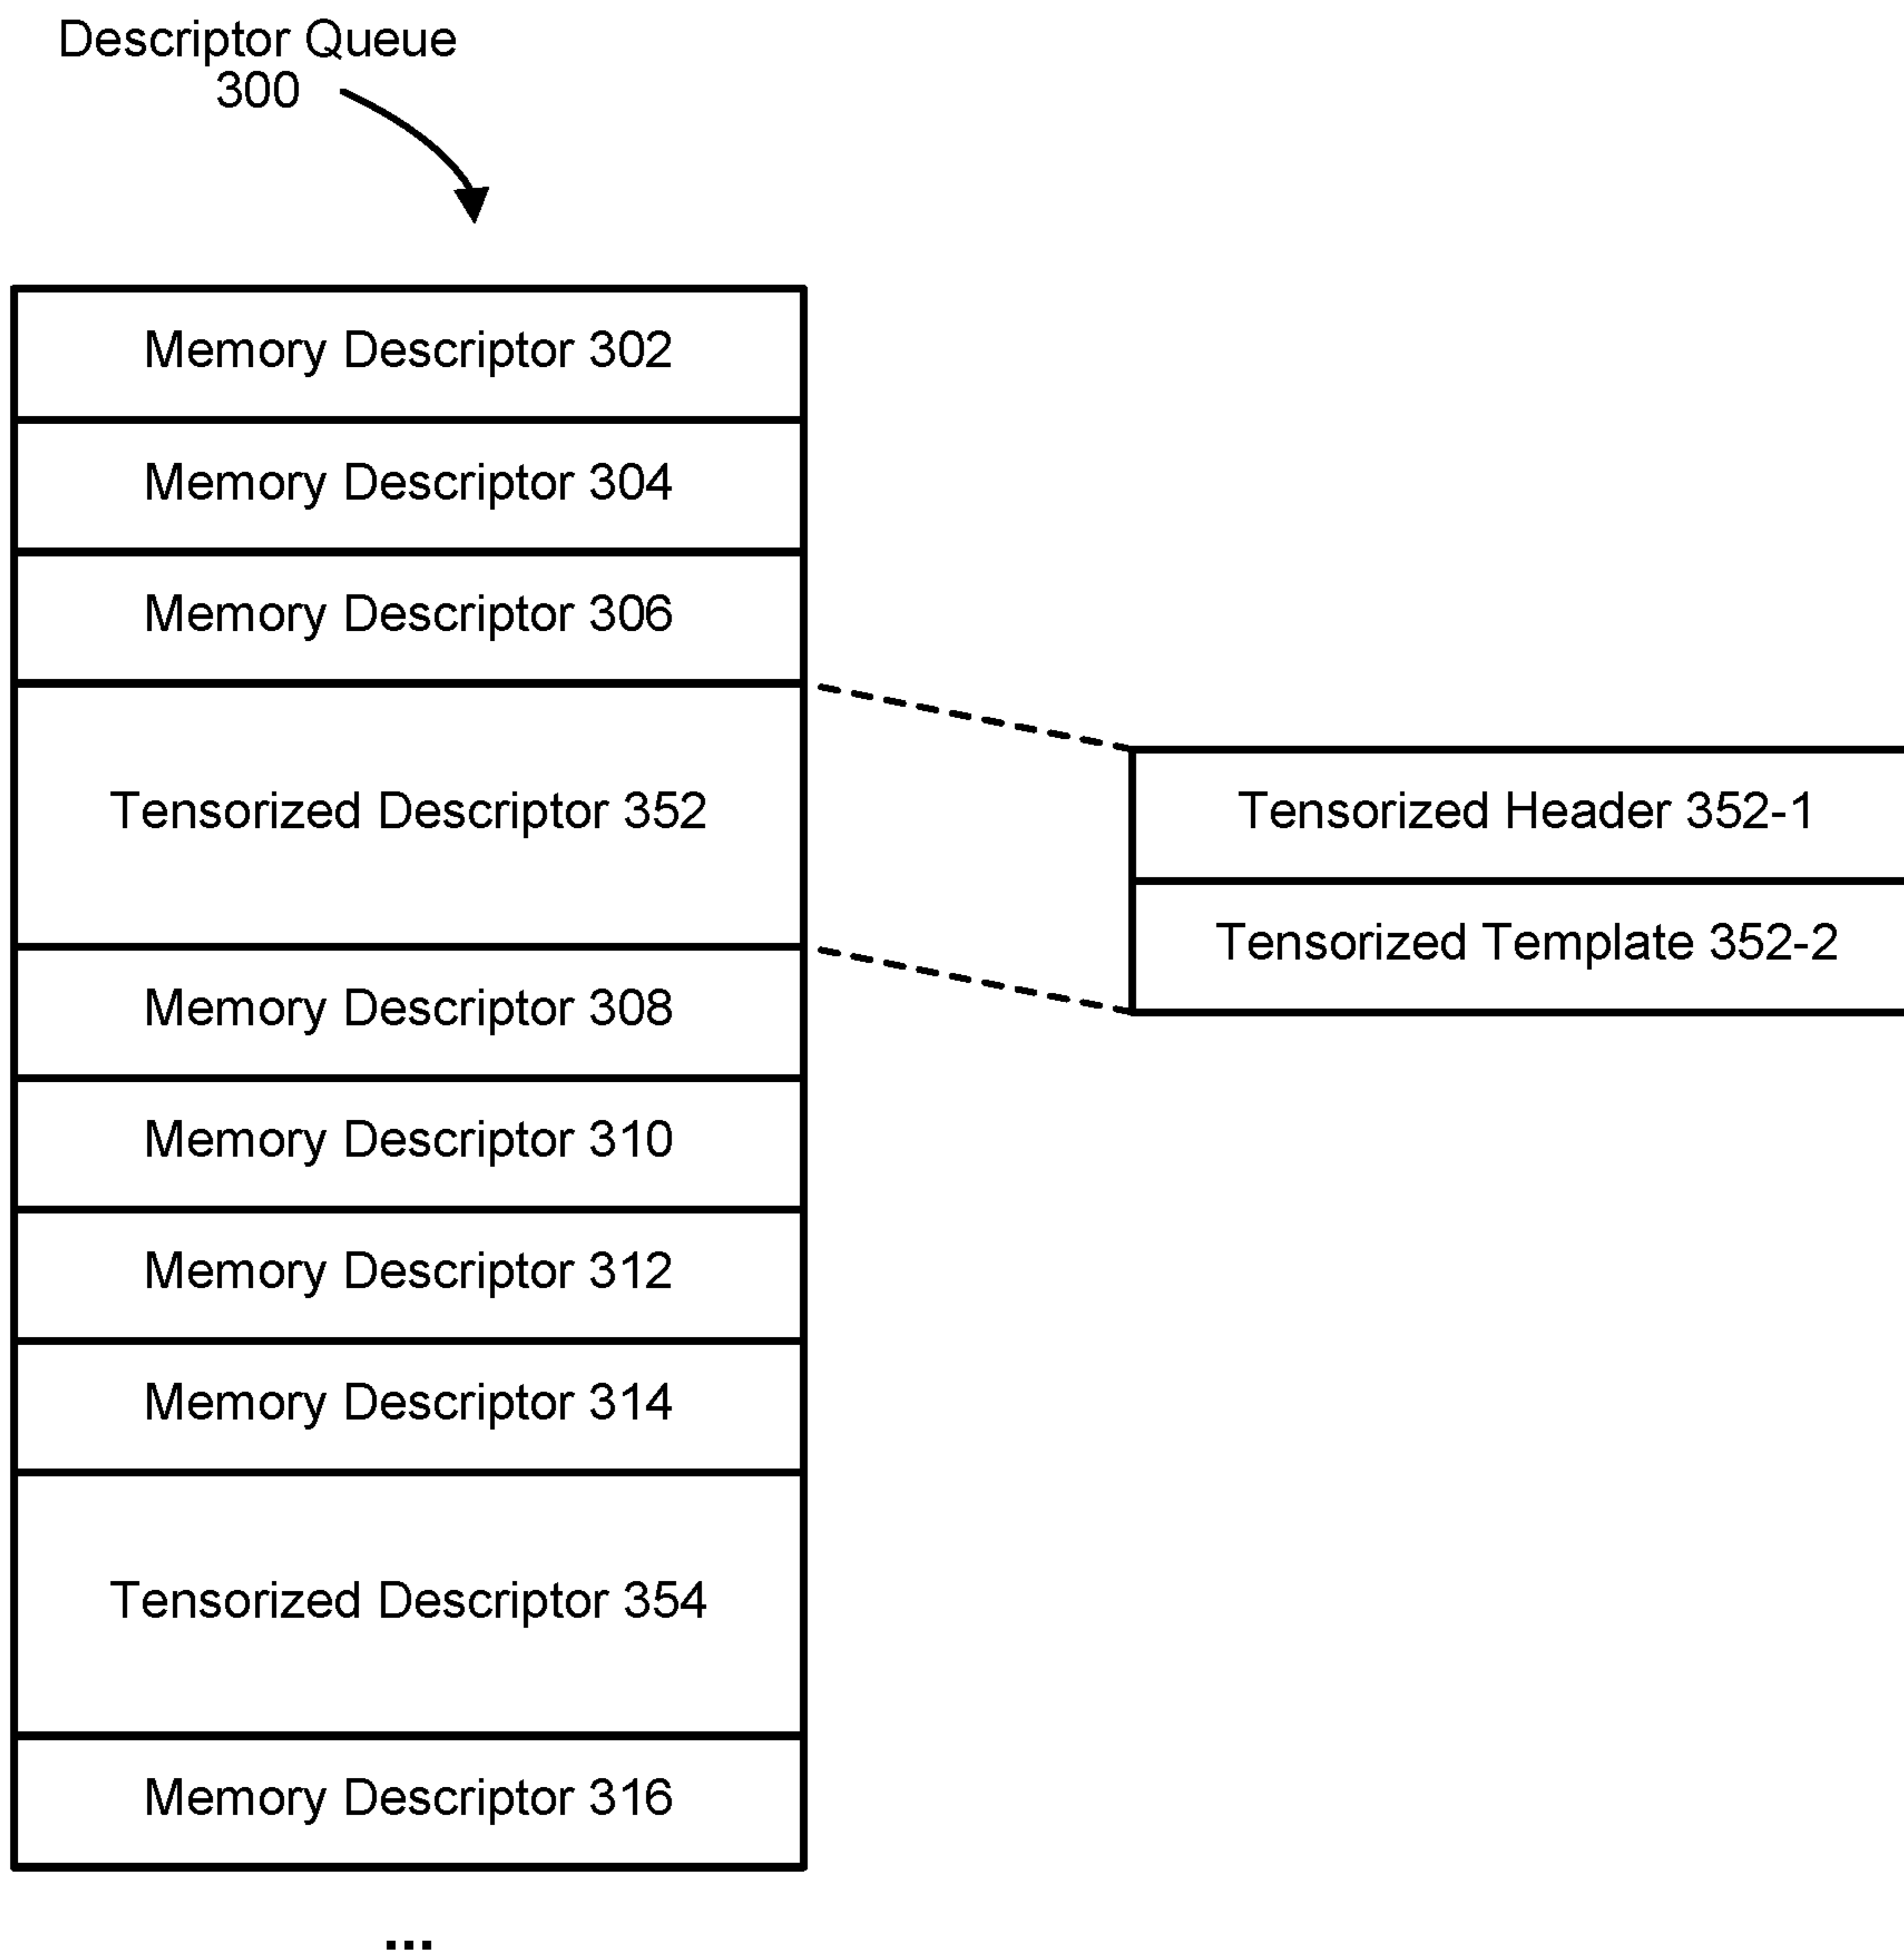 Descriptor Queue
300
Memory Descriptor 302
Memory Descriptor 304
Memory Descriptor 306
Tensorized Descriptor 352
Tensorized Header 352-1
Tensorized Template 352-2
Memory Descriptor 308
Memory Descriptor 310
Memory Descriptor 312
Memory Descriptor 314
Tensorized Descriptor 354
Memory Descriptor 316
...